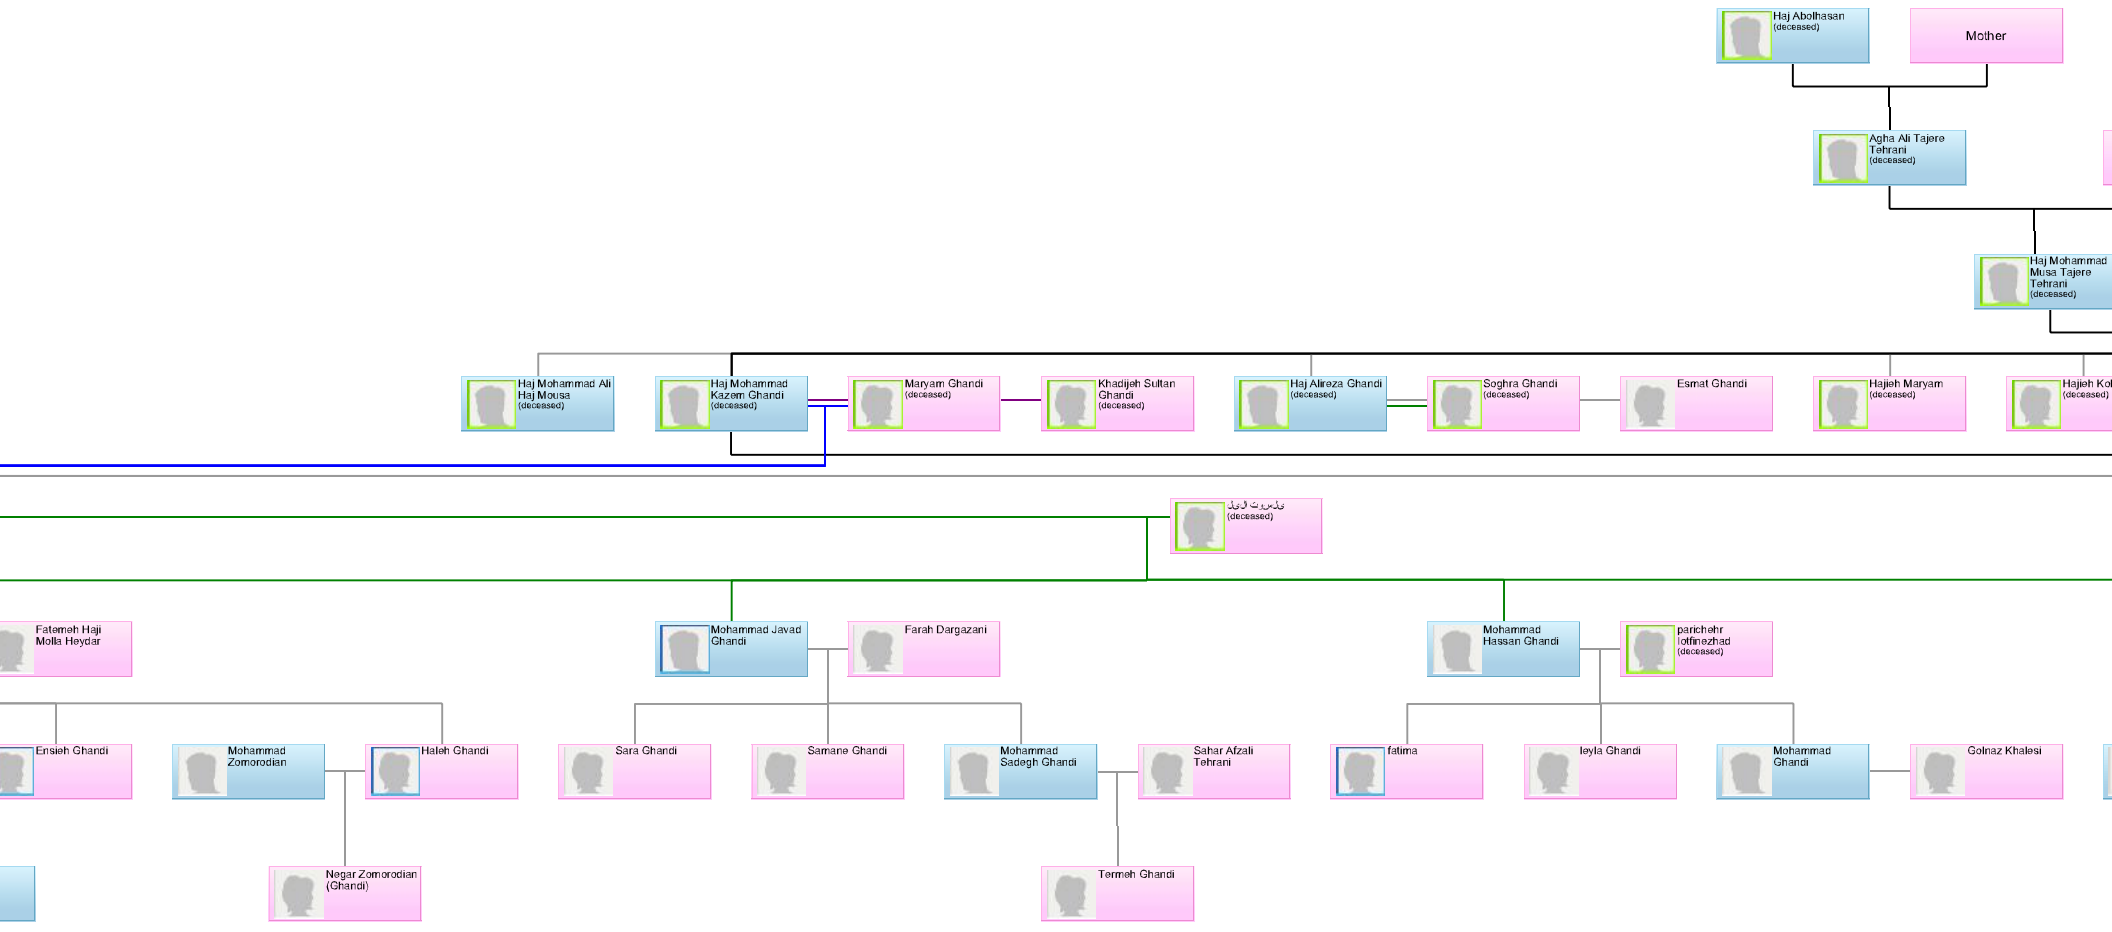 Haj Abolhasan
(deceased)
Mother
Agha Ali Tajere
Tehrani
(deceased)
Haj Mohammad
Musa Tajere
Tehrani
(deceased)
Haj Mohammad Ali
Haj Mousa
(deceased)
Haj Mohammad
Kazem Ghandi
(deceased)
Maryam Ghandi
(deceased)
Khadijeh Sultan
Ghandi
(deceased)
Haj Alireza Ghandi
(deceased)
Soghra Ghandi
(deceased)
Esmat Ghandi
Hajieh Maryam
(deceased)
Hajieh
(deceased)
(deceased)
Fatemeh Haji
Molla Heydar
Mohammad Javad
Ghandi
Farah Dargazani
Mohammad
Hassan Ghandi
parichehr
lotfinezhad
(deceased)
Ensieh Ghandi
Mohammad
Zomorodian
Haleh Ghandi
Sara Ghandi
Samane Ghandi
Mohammad
Sadegh Ghandi
Sahar Afzali
Tehrani
fatima
leyla Ghandi
Mohammad
Ghandi
Golnaz Khalesi
Negar Zomorodian
(Ghandi)
Termeh Ghandi